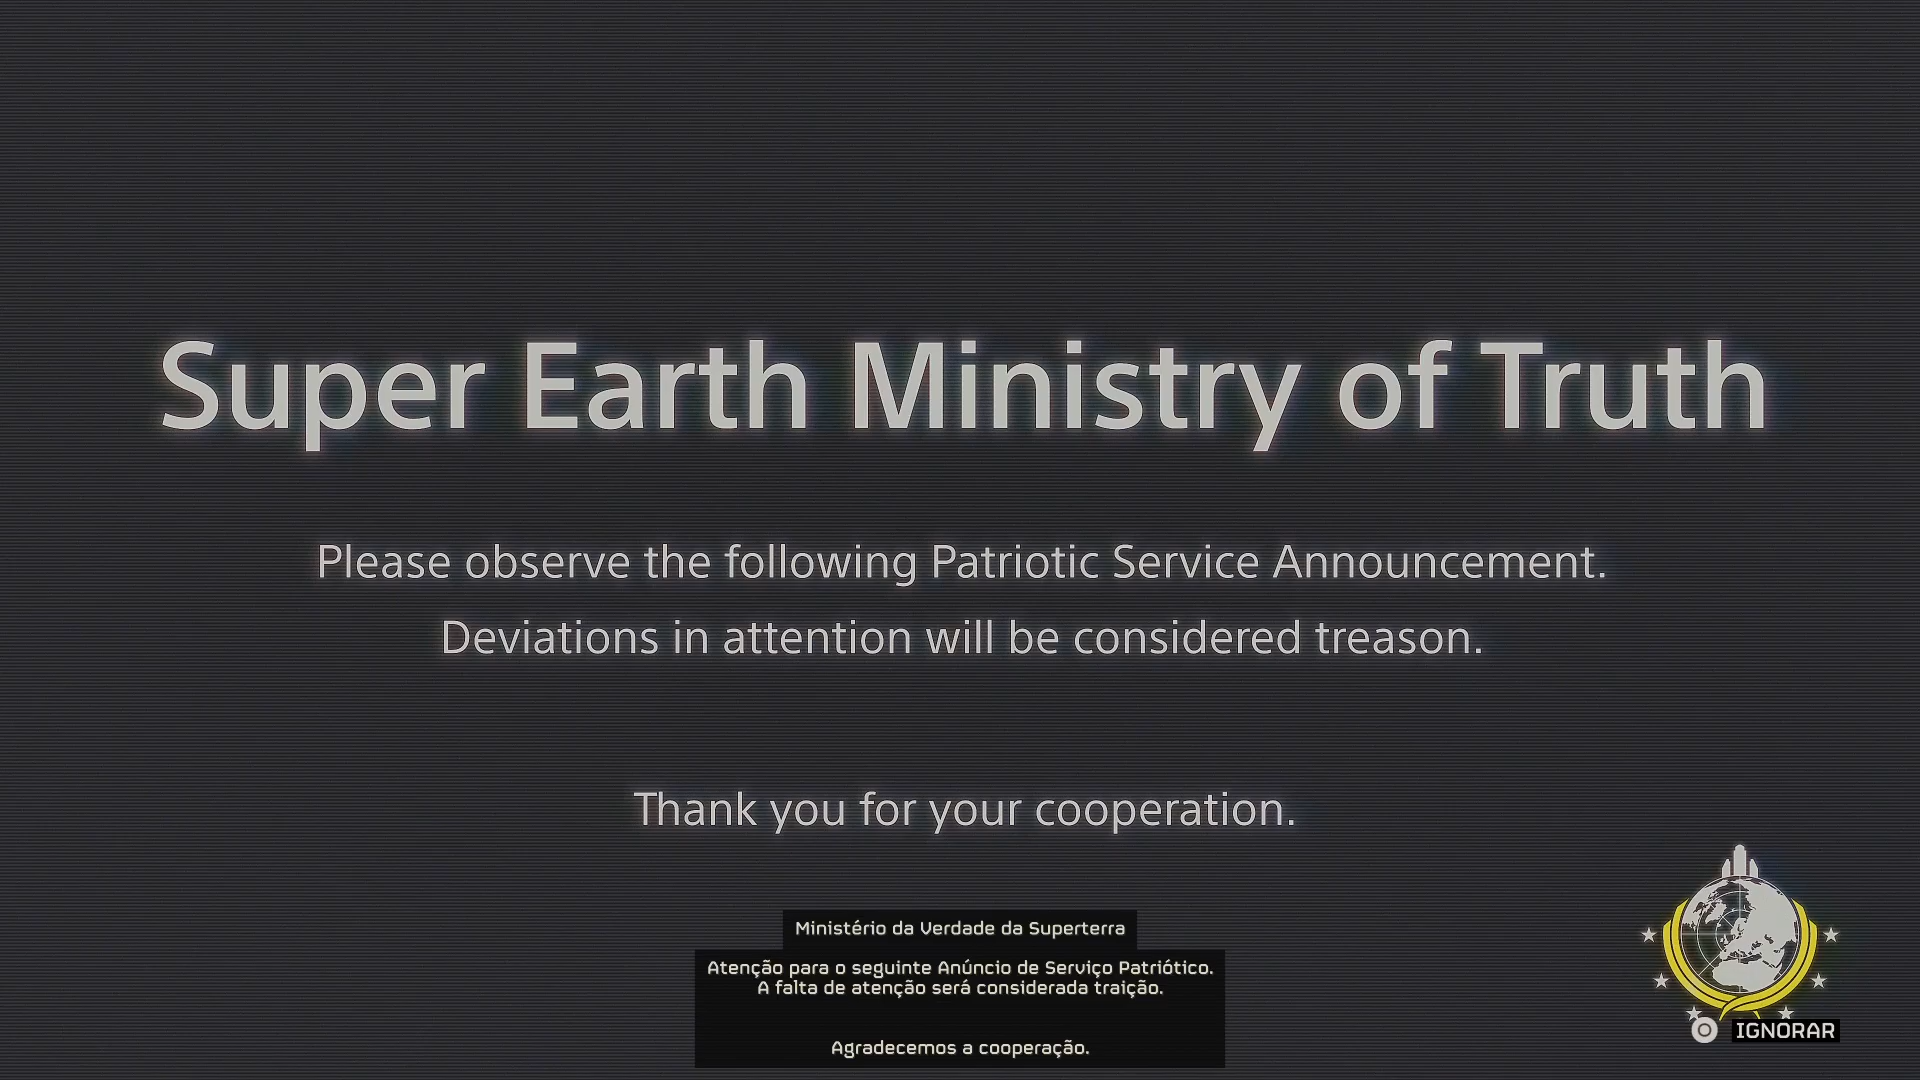 Super Earth Ministry of Truth
Please observe the following Patriotic Service Announcement.
Deviations in attention will be considered treason.
Thank you for your cooperation.
Ministério da Verdade da Superterra
Atenção para o seguinte Anúncio de Serviço Patriótico.
A falta de atenção será considerada traição.
Agradecemos a cooperação.
IGNORAR